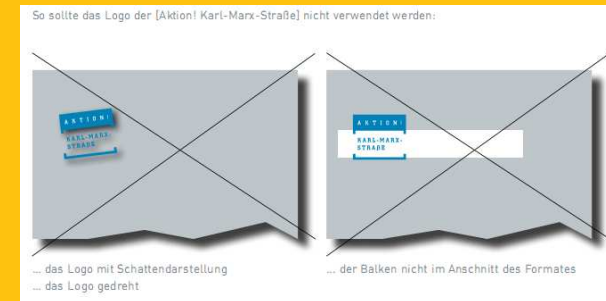 So sollte das Logo der [Aktion! Karl-Marx-Straße] nicht verwendet werden:
AKTION!
KARL-MARX-
STRAßE
AKTION!
KARL-MARX-
STRAßE
... das Logo mit Schattendarstellung
... das Logo gedreht
... der Balken nicht im Anschnitt des Formates